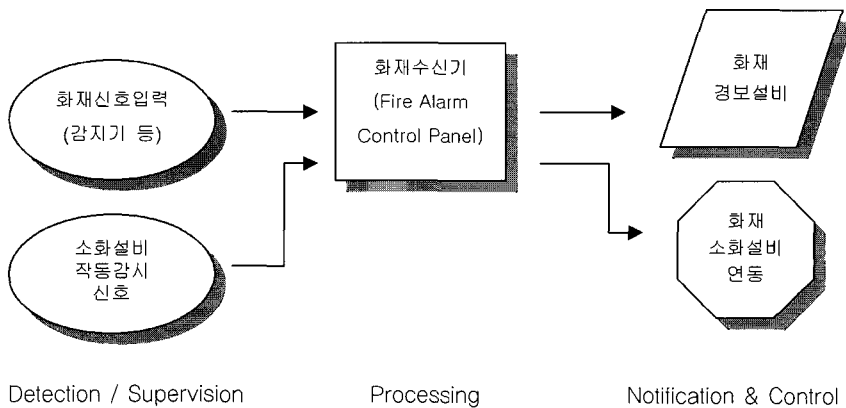 화재신호입력
(감지기 등)
소화설비
작동감시
신호
화재수신기
(Fire Alarm
Control Panel)
화재
경보설비
화재
소화설비
연동
Detection / Supervision
Processing
Notification & Control